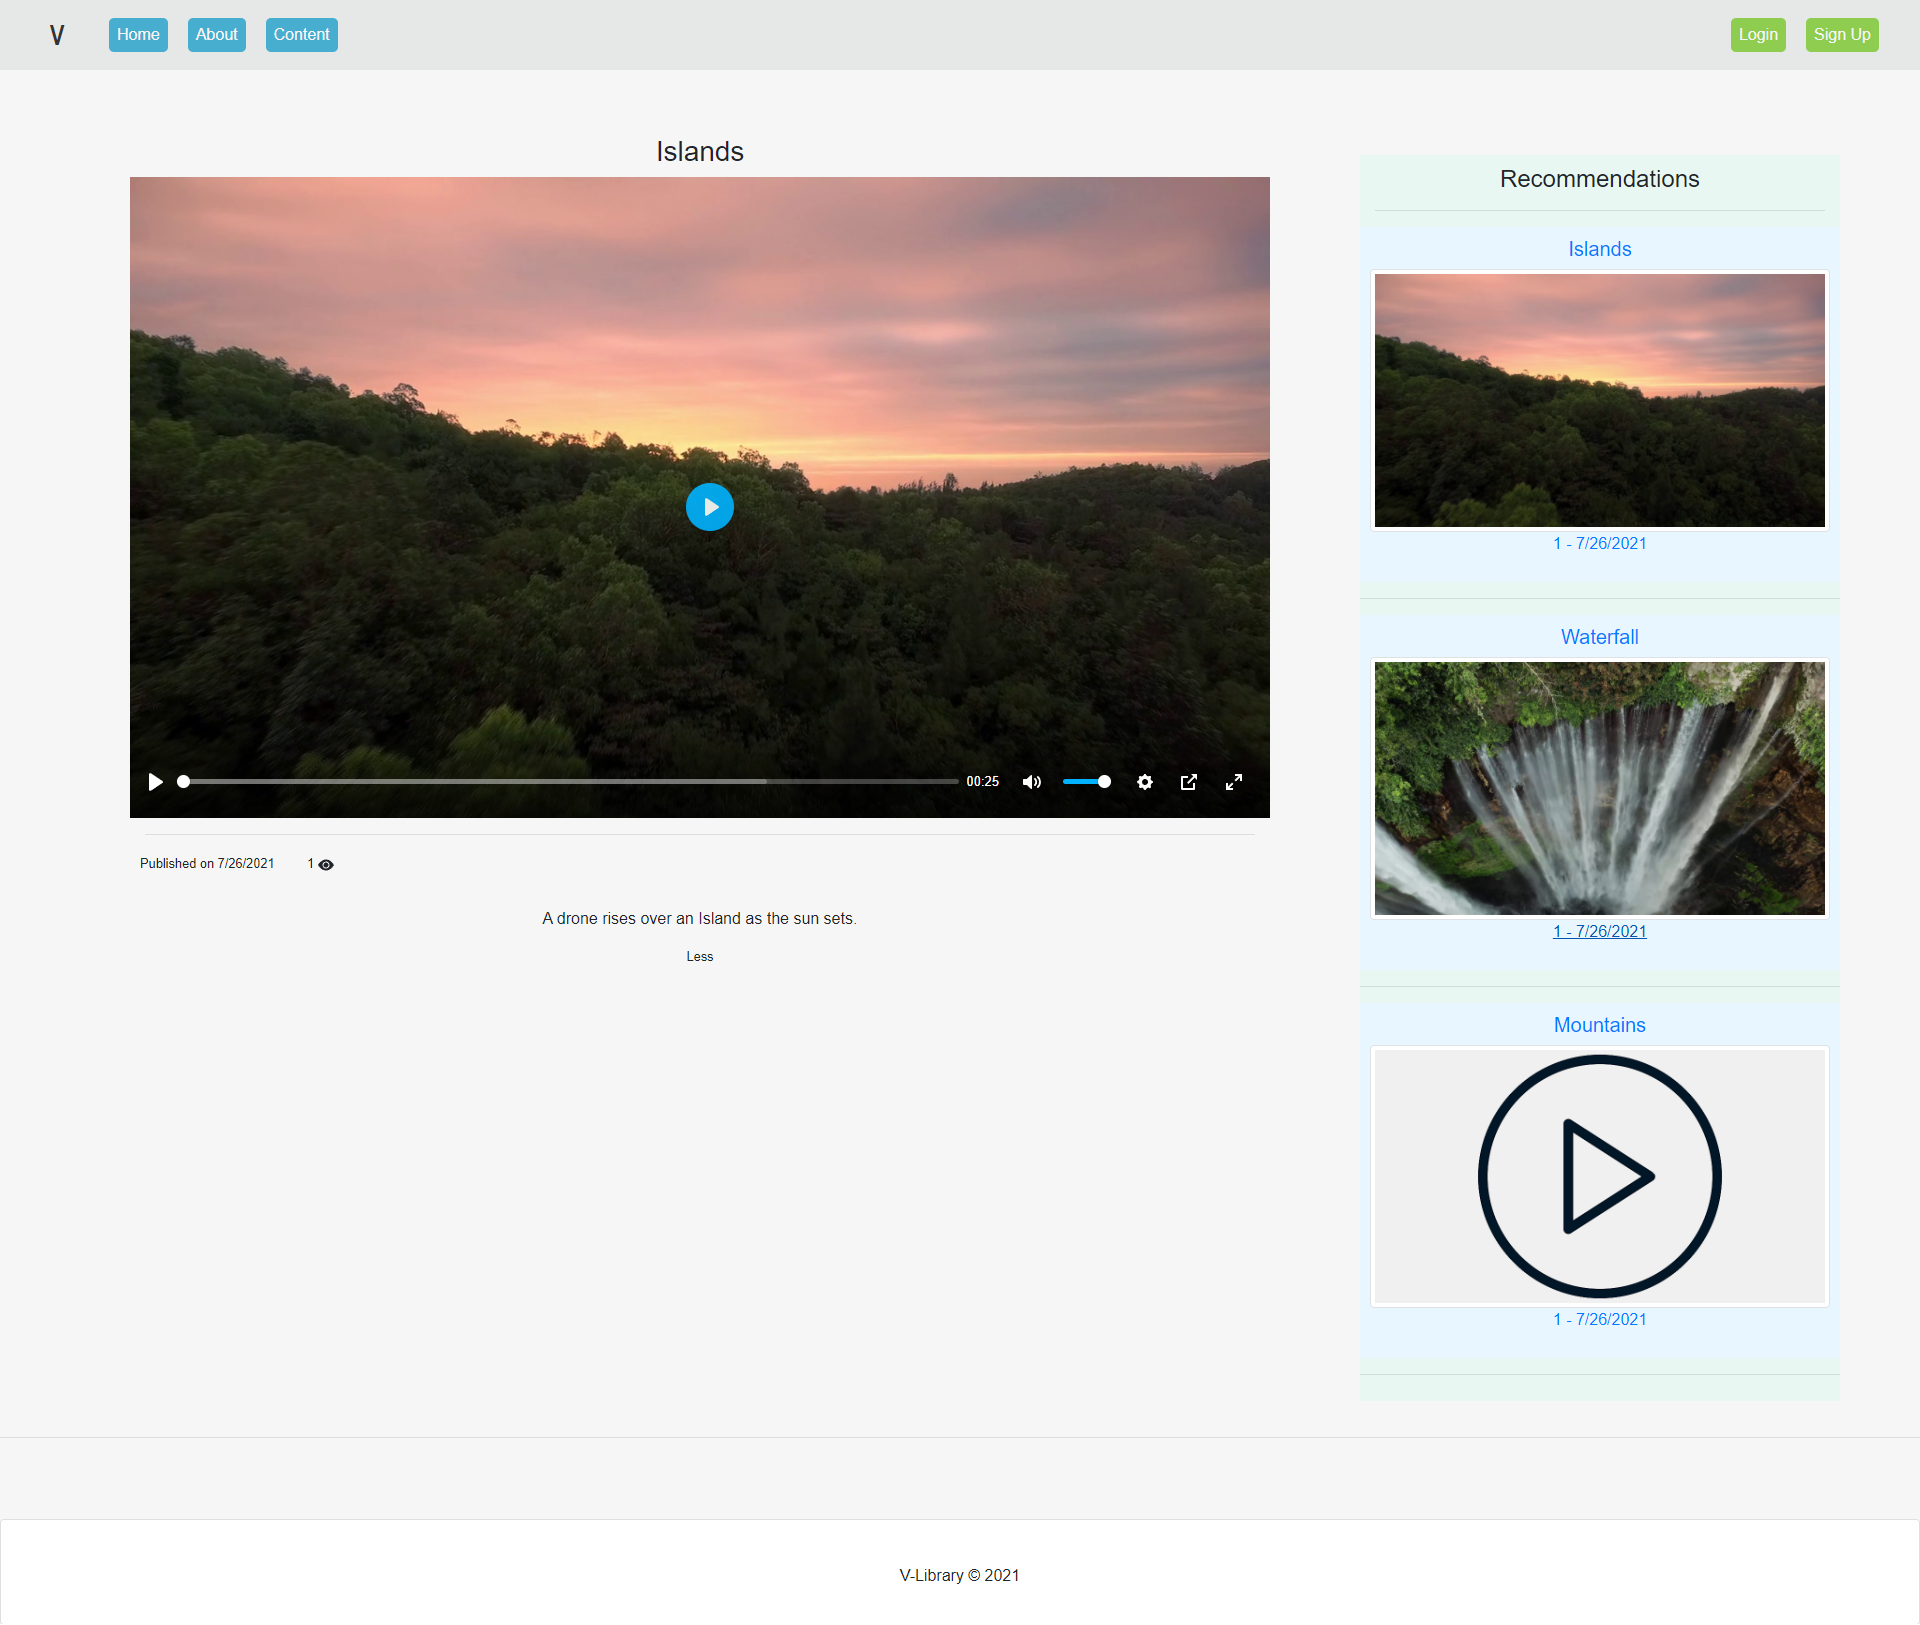 V
Home
About
Content
Login
Sign Up
Islands
00:25
Published on 7/26/2021
1
A drone rises over an Island as the sun sets.
Less
Recommendations
Islands
1 - 7/26/2021
Waterfall
1 - 7/26/2021
Mountains
1 - 7/26/2021
V-Library © 2021